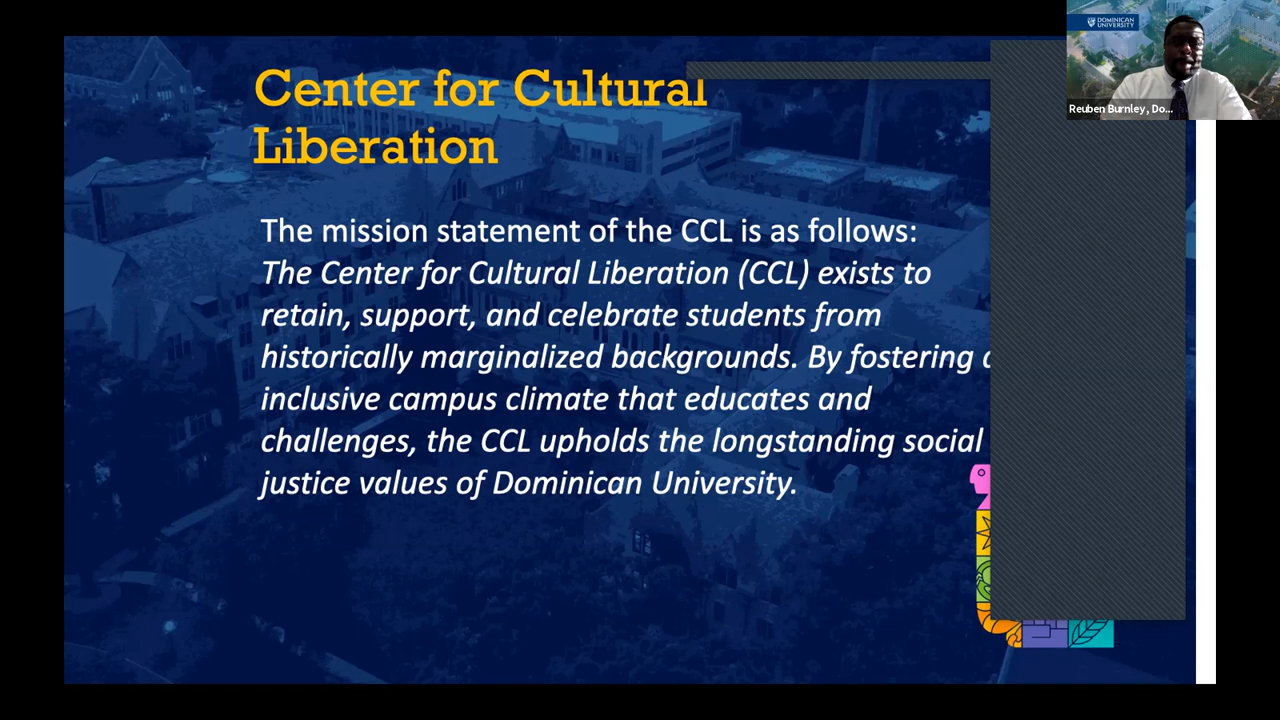 Center for Cultural
Liberation
The mission statement of the CCL is as follows:
The Center for Cultural Liberation (CCL) exists to
retain, support, and celebrate students from
historically marginalized backgrounds. By fostering
inclusive campus climate that educates and
challenges, the CCL upholds the longstanding social
justice values of Dominican University.
DOMINICAN
UNIVERSITY
Reuben Burnley, Do...